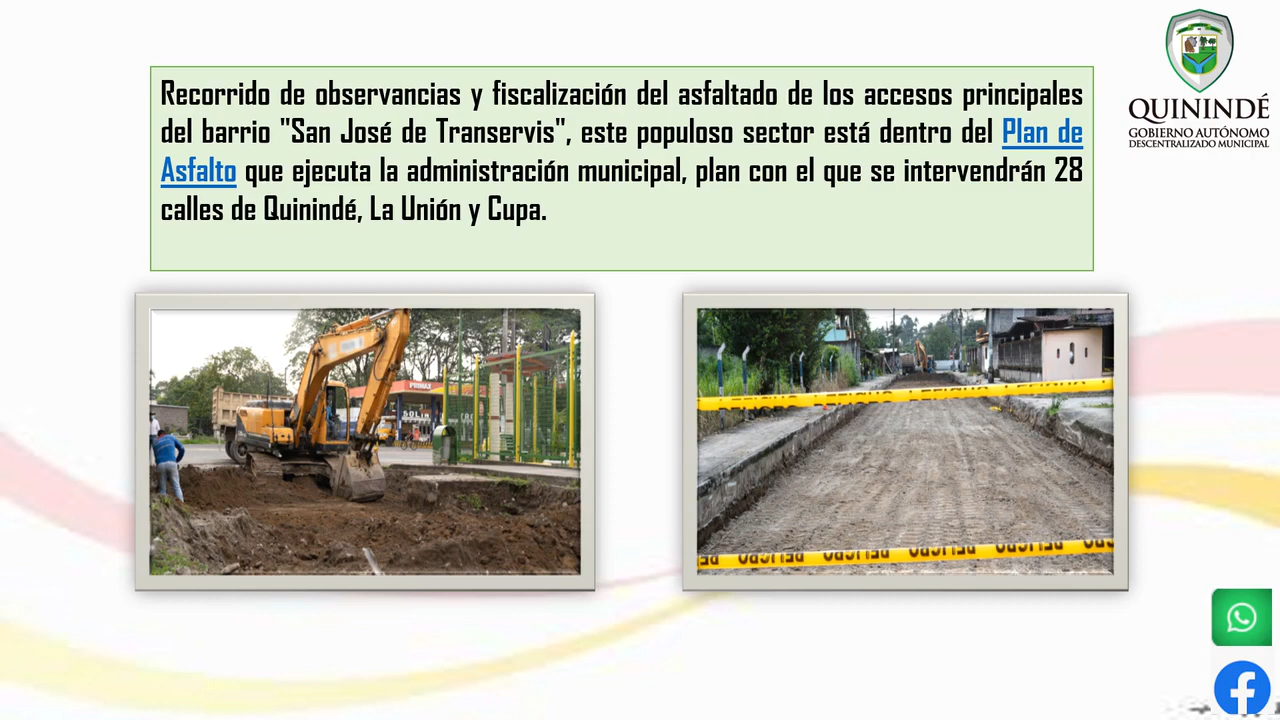 Recorrido de observancias y fiscalización del asfaltado de los accesos principales
del barrio "San José de Transervis", este populoso sector está dentro del Plan de
Asfalto que ejecuta la administración municipal, plan con el que se intervendrán 28
calles de Quinindé, La Unión y Cupa.
QUININDÉ
GOBIERNO AUTÓNOMO
DESCENTRALIZADO MUNICIPAL
PRIMAX
PELIGRO PELIGRO PELIGRO PELIGRO